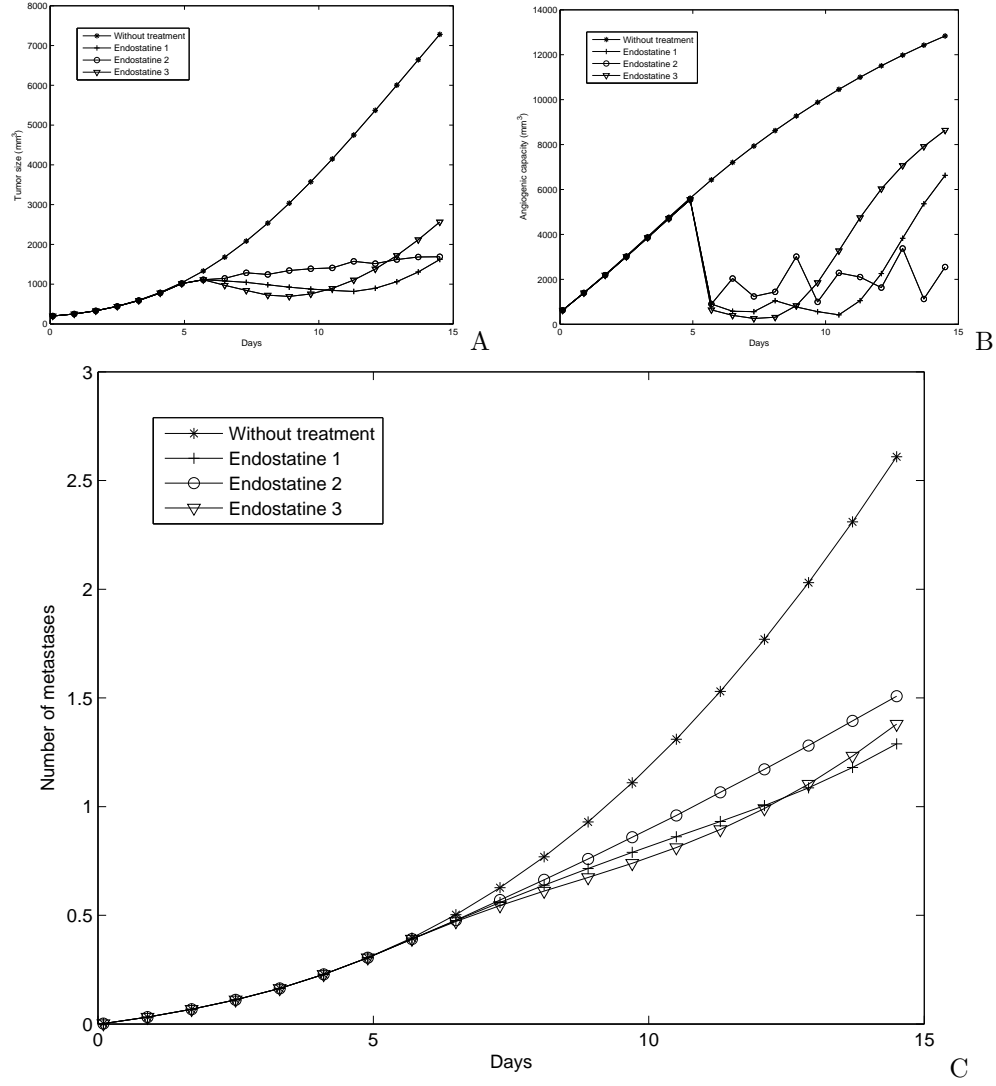 8000
7000
6000
5000
4000
3000
2000
1000
0
Tumor size (mm³)
Without treatment
Endostatine 1
Endostatine 2
Endostatine 3
0 5 10 15
Days
A
14000
12000
10000
8000
6000
4000
2000
0
Angiogenic capacity (mm³)
Without treatment
Endostatine 1
Endostatine 2
Endostatine 3
0 5 10 15
Days
B
3
2.5
2
1.5
1
0.5
0
Number of metastases
Without treatment
Endostatine 1
Endostatine 2
Endostatine 3
0 5 10 15
Days
C